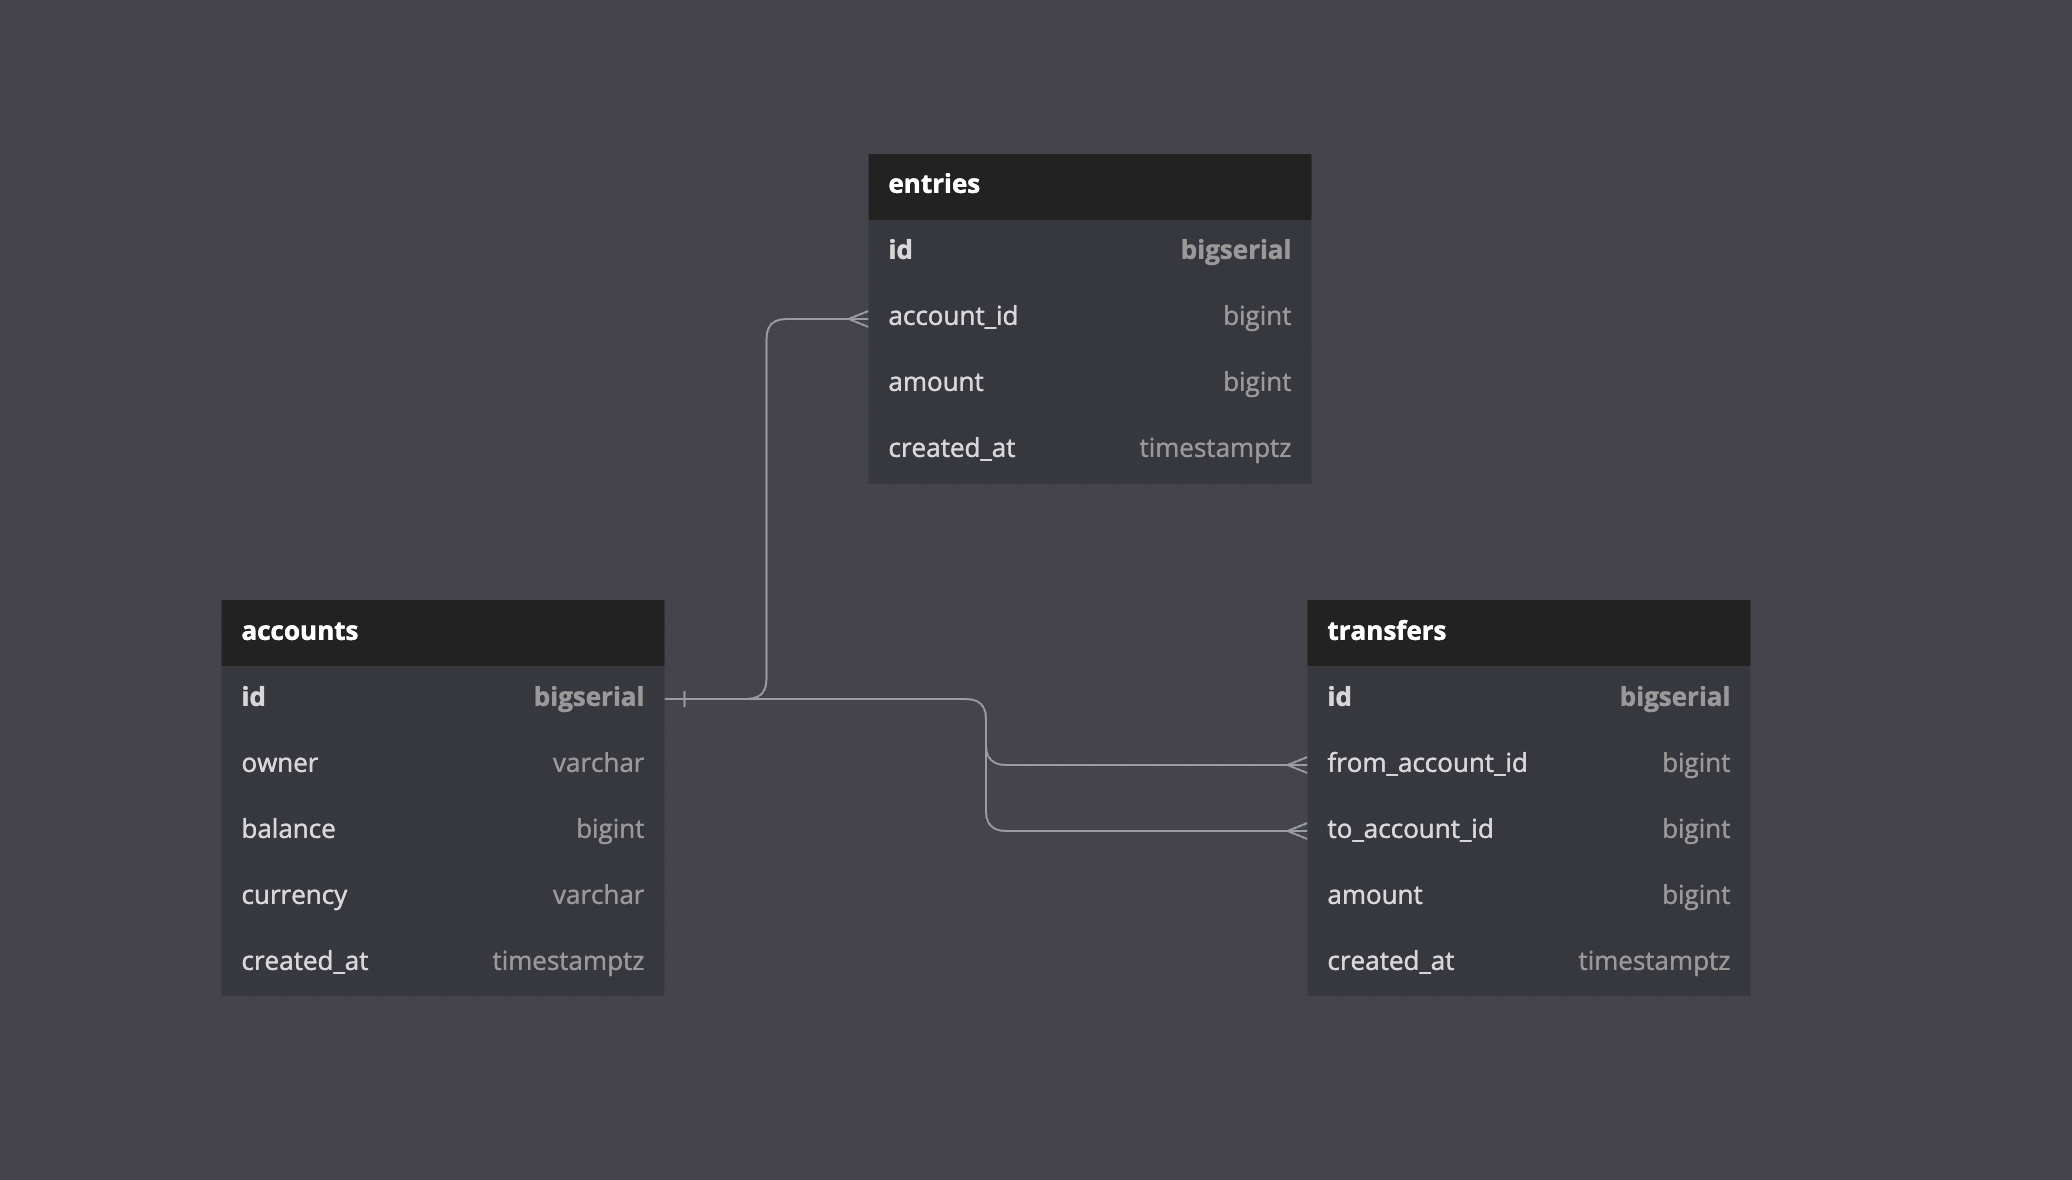 entries
id bigserial
account_id bigint
amount bigint
created_at timestamptz
accounts
id bigserial
owner varchar
balance bigint
currency varchar
created_at timestamptz
transfers
id bigserial
from_account_id bigint
to_account_id bigint
amount bigint
created_at timestamptz